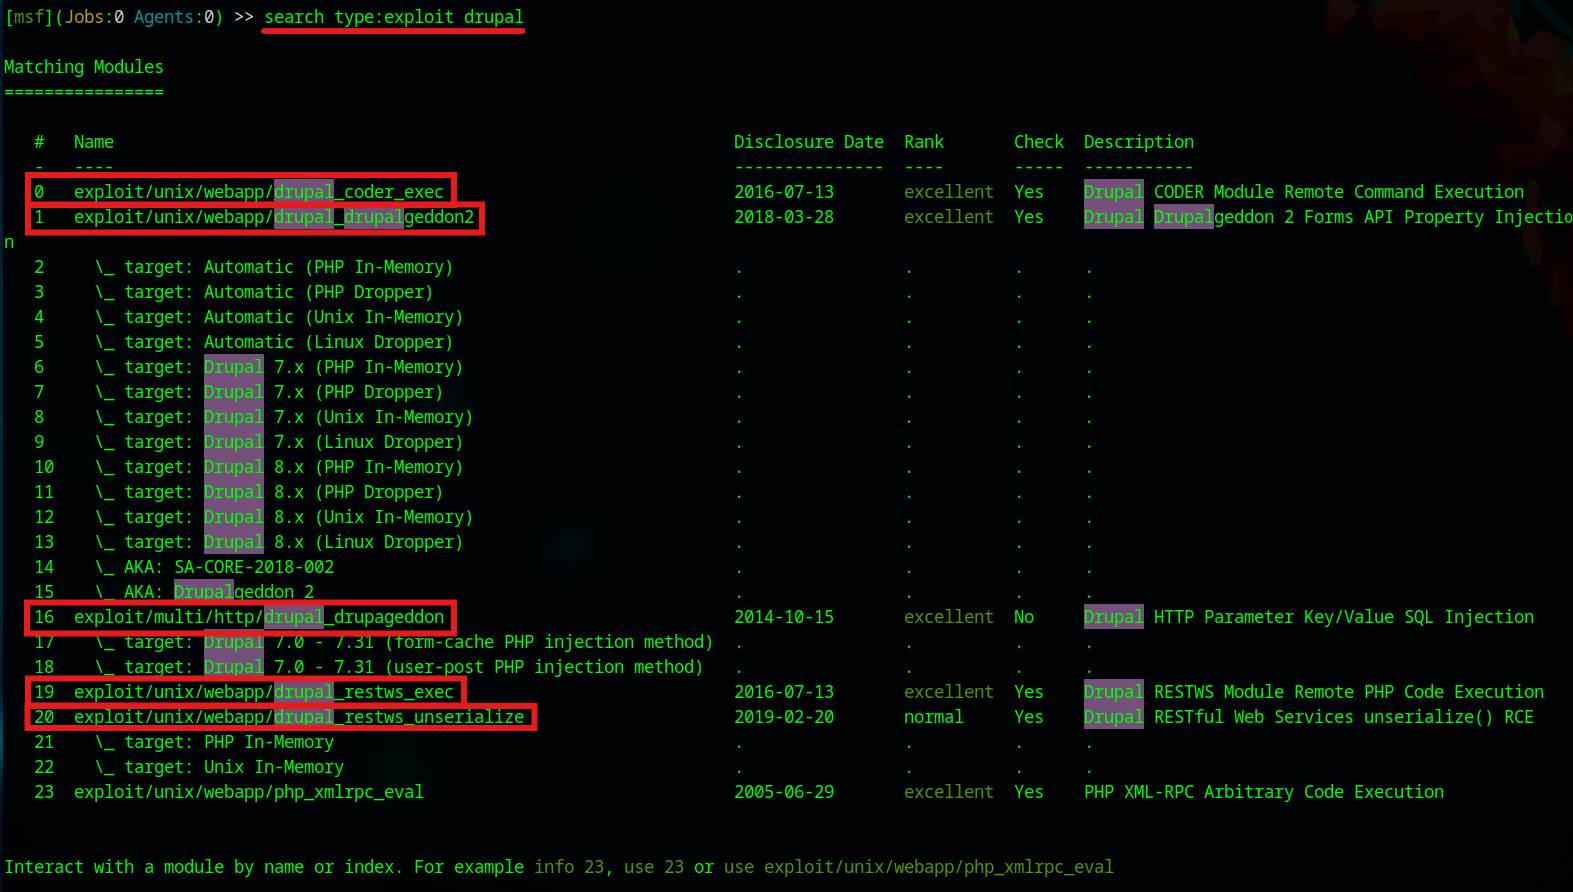 [msf](Jobs:0 Agents:0) >> search type:exploit drupal
Matching Modules
================
#   Name   Disclosure Date   Rank   Check   Description
-   ----   ---------------   ----   -----   -----------
0   exploit/unix/webapp/drupal_coder_exec   2016-07-13   excellent   Yes   Drupal CODER Module Remote Command Execution
1   exploit/unix/webapp/drupal_drupalgeddon2   2018-03-28   excellent   Yes   Drupal Drupalgeddon 2 Forms API Property Injectio
n
2   \_ target: Automatic (PHP In-Memory)   .   .   .   .
3   \_ target: Automatic (PHP Dropper)   .   .   .   .
4   \_ target: Automatic (Unix In-Memory)   .   .   .   .
5   \_ target: Automatic (Linux Dropper)   .   .   .   .
6   \_ target: Drupal 7.x (PHP In-Memory)   .   .   .   .
7   \_ target: Drupal 7.x (PHP Dropper)   .   .   .   .
8   \_ target: Drupal 7.x (Unix In-Memory)   .   .   .   .
9   \_ target: Drupal 7.x (Linux Dropper)   .   .   .   .
10   \_ target: Drupal 8.x (PHP In-Memory)   .   .   .   .
11   \_ target: Drupal 8.x (PHP Dropper)   .   .   .   .
12   \_ target: Drupal 8.x (Unix In-Memory)   .   .   .   .
13   \_ target: Drupal 8.x (Linux Dropper)   .   .   .   .
14   \_ AKA: SA-CORE-2018-002   .   .   .   .
15   \_ AKA: Drupalgeddon 2   .   .   .   .
16   exploit/multi/http/drupal_drupageddon   2014-10-15   excellent   No   Drupal HTTP Parameter Key/Value SQL Injection
17   \_ target: Drupal 7.0 - 7.31 (form-cache PHP injection method)   .   .   .   .
18   \_ target: Drupal 7.0 - 7.31 (user-post PHP injection method)   .   .   .   .
19   exploit/unix/webapp/drupal_restws_exec   2016-07-13   excellent   Yes   Drupal RESTWS Module Remote PHP Code Execution
20   exploit/unix/webapp/drupal_restws_unserialize   2019-02-20   normal   Yes   Drupal RESTful Web Services unserialize() RCE
21   \_ target: PHP In-Memory   .   .   .   .
22   \_ target: Unix In-Memory   .   .   .   .
23   exploit/unix/webapp/php_xmlrpc_eval   2005-06-29   excellent   Yes   PHP XML-RPC Arbitrary Code Execution
Interact with a module by name or index. For example info 23, use 23 or use exploit/unix/webapp/php_xmlrpc_eval